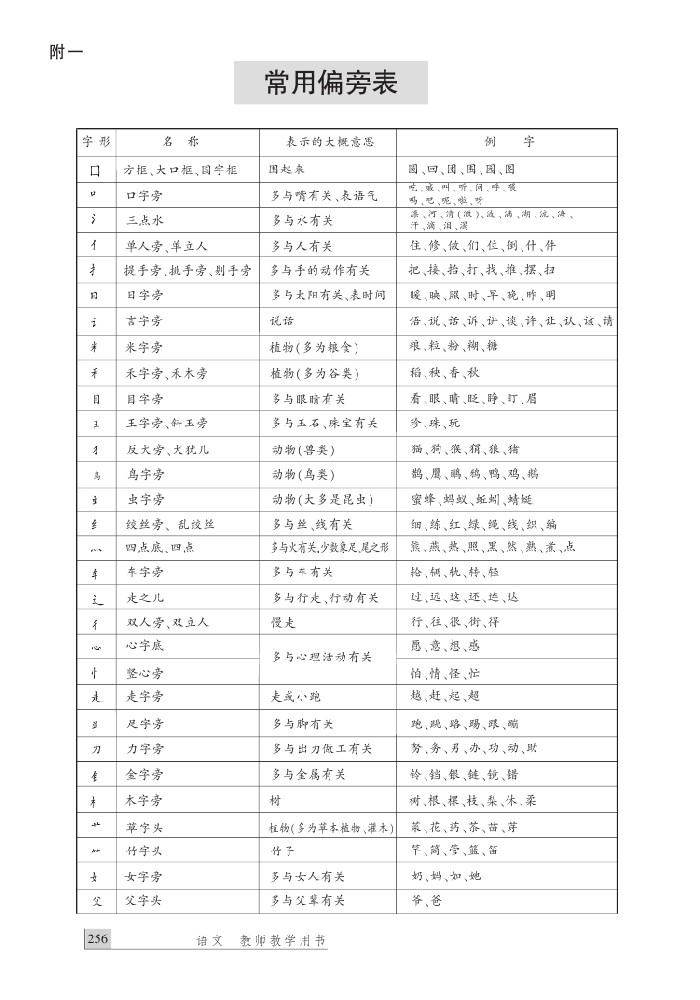 附一
常用偏旁表
字形 名称 表示的大概意思 例字
囗 方框、大口框、国字框 围起来 圆、回、团、围、园、图
口 口字旁 多与嘴有关、表语气 吃、喊、叫、听、问、呼、喂
吗、吧、呢、啦、呀
氵 三点水 多与水有关 河、清、波、湖、流、海、
汗、滴、泪、漠
亻 单人旁、单立人 多与人有关 住、修、做、们、位、倒、什、件
扌 提手旁、挑手旁、剔手旁 多与手的动作有关 把、接、抬、打、找、推、摆、扫
日 日字旁 多与太阳有关、表时间 暖、映、照、时、早、晚、昨、明
讠 言字旁 说话 语、说、话、诉、计、谈、许、让、认、该、请
米 米字旁 植物(多为粮食) 粮、粒、粉、糊、糖
禾 禾字旁、禾木旁 植物(多为谷类) 稻、秧、香、秋
目 目字旁 多与眼睛有关 看、眼、睛、眨、睁、盯、眉
王 王字旁、斜玉旁 多与玉石、珠宝有关 珍、珠、玩
犭 反犬旁、犬犹儿 动物(兽类) 猫、狗、猴、狼、猪
鸟 鸟字旁 动物(鸟类) 鹊、鹰、鸭、鸡、鹅
虫 虫字旁 动物(大多是昆虫) 蜜蜂、蚂蚁、蚯蚓、蜻蜓
纟 绞丝旁、乱绞丝 多与丝、线有关 细、练、红、绿、绳、线、织、编
灬 四点底、四点 多与火有关,少数象足、尾之形 熊、燕、热、照、黑、然、熟、煮、点
车 车字旁 多与车有关 辆、轨、转、轻
辶 走之儿 多与行走、行动有关 过、远、这、还、进、达
彳 双人旁、双立人 慢走 行、往、很、街、得
心 心字底 多与心理活动有关 愿、意、想、感
忄 竖心旁 怕、情、怪、忙
走 走字旁 走或小跑 越、赶、起、超
⻊ 足字旁 多与脚有关 跑、跳、路、踢、跟、蹦
力 力字旁 多与出力做工有关 努、务、男、办、功、动、助
钅 金字旁 多与金属有关 铃、铛、银、链、锐、错
木 木字旁 树 树、根、棵、枝、梨、朱、柔
艹 草字头 植物(多为草本植物、灌木) 菜、花、药、茶、苗、芽
⺮ 竹字头 竹子 竿、筒、管、篮、笛
女 女字旁 多与女人有关 奶、妈、如、她
父 父字头 多与父辈有关 爷、爸
256 语文 教师教学用书